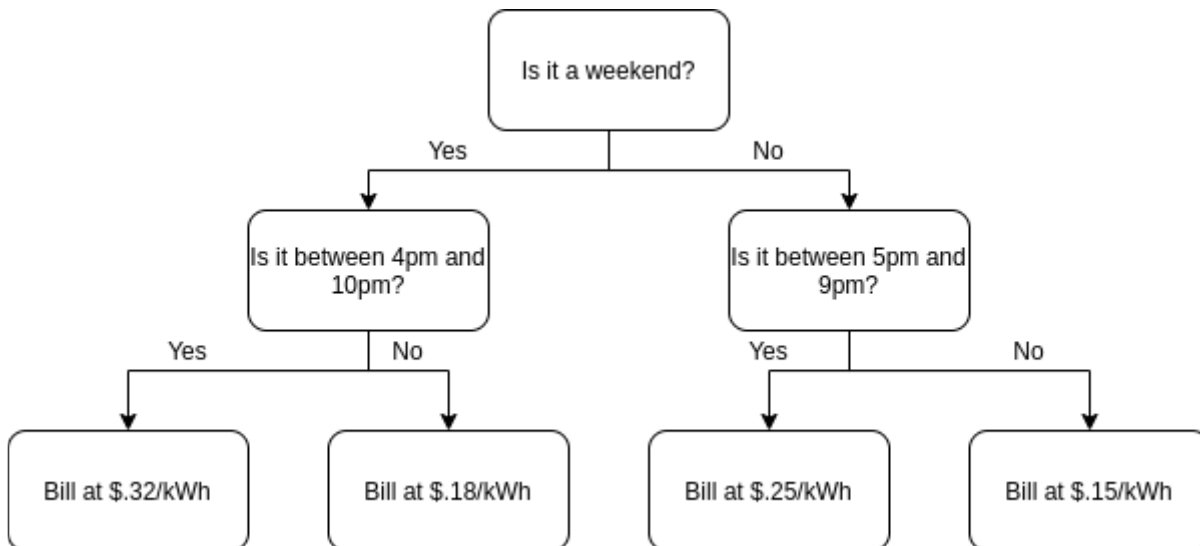 Is it a weekend?
Yes
No
Is it between 4pm and
10pm?
Is it between 5pm and
9pm?
Yes
No
Yes
No
Bill at $.32/kWh
Bill at $.18/kWh
Bill at $.25/kWh
Bill at $.15/kWh